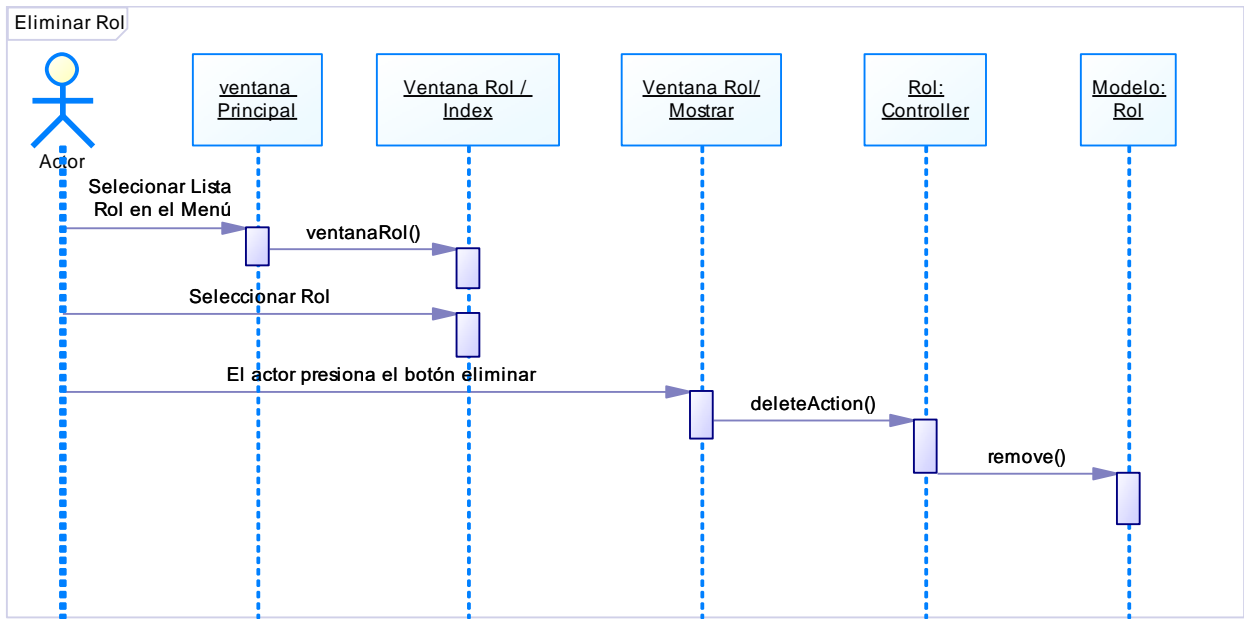 Eliminar Rol
Actor
ventana
Principal
Ventana Rol /
Index
Ventana Rol/
Mostrar
Rol:
Controller
Modelo:
Rol
Selecionar Lista
Rol en el Menú
ventanaRol()
Seleccionar Rol
El actor presiona el botón eliminar
deleteAction()
remove()